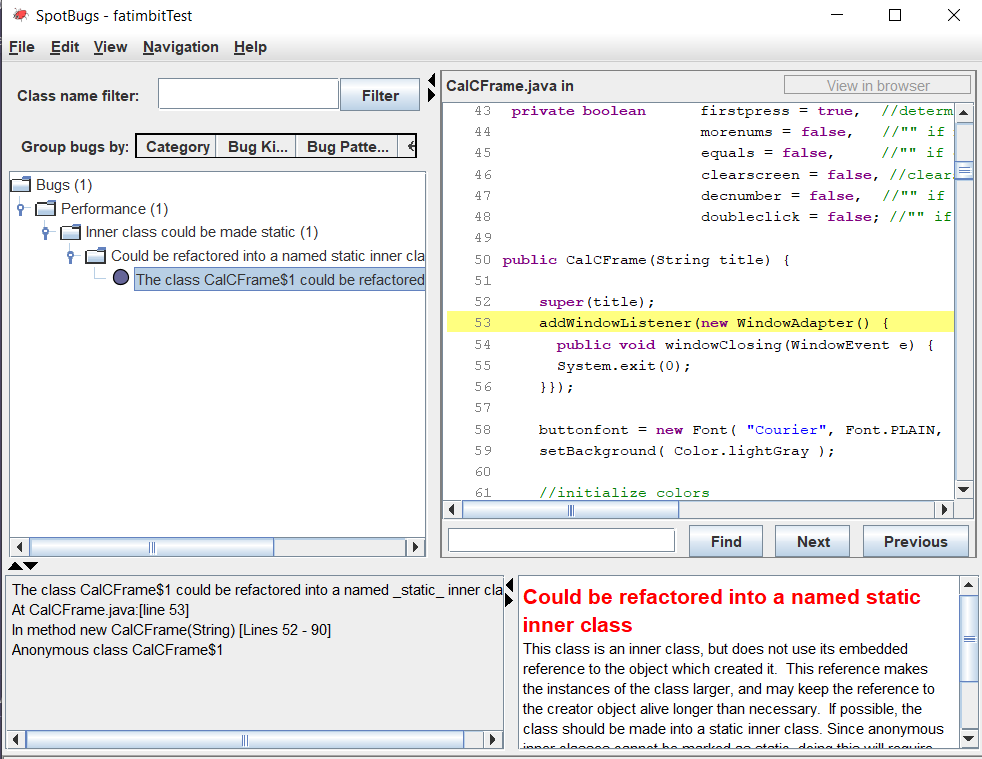 SpotBugs - fatimbitTest
File Edit View Navigation Help
Class name filter:
Filter
Group bugs by: Category Bug Ki... Bug Patte...
Bugs (1)
Performance (1)
Inner class could be made static (1)
Could be refactored into a named static inner cla
The class CalCFrame$1 could be refactored
CalCFrame.java in
View in browser
43 private boolean firstpress = true, //determ
44 morenums = false, //"" if
45 equals = false, //"" if
46 clearscreen = false, //clear
47 decnumber = false, //"" if
48 doubleclick = false; //"" if
49
50 public CalCFrame(String title) {
51
52 super(title);
53 addWindowListener(new WindowAdapter() {
54 public void windowClosing(WindowEvent e) {
55 System.exit(0);
56 }});
57
58 buttonfont = new Font( "Courier", Font.PLAIN,
59 setBackground( Color.lightGray );
60
61 //initialize colors
Find Next Previous
The class CalCFrame$1 could be refactored into a named _static_ inner cla
At CalCFrame.java:[line 53]
In method new CalCFrame(String) [Lines 52 - 90]
Anonymous class CalCFrame$1
Could be refactored into a named static
inner class
This class is an inner class, but does not use its embedded
reference to the object which created it.  This reference makes
the instances of the class larger, and may keep the reference to
the creator object alive longer than necessary.  If possible, the
class should be made into a static inner class. Since anonymous
inner classes cannot be marked as static, doing this will require